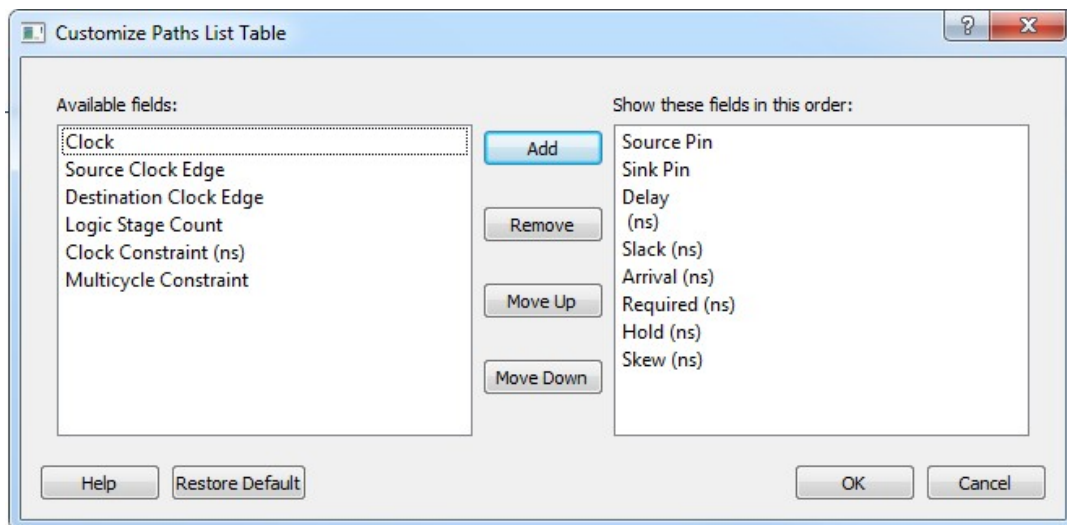 Customize Paths List Table
Available fields:
Clock
Source Clock Edge
Destination Clock Edge
Logic Stage Count
Clock Constraint (ns)
Multicycle Constraint
Add
Remove
Move Up
Move Down
Show these fields in this order:
Source Pin
Sink Pin
Delay
(ns)
Slack (ns)
Arrival (ns)
Required (ns)
Hold (ns)
Skew (ns)
Help
Restore Default
OK
Cancel